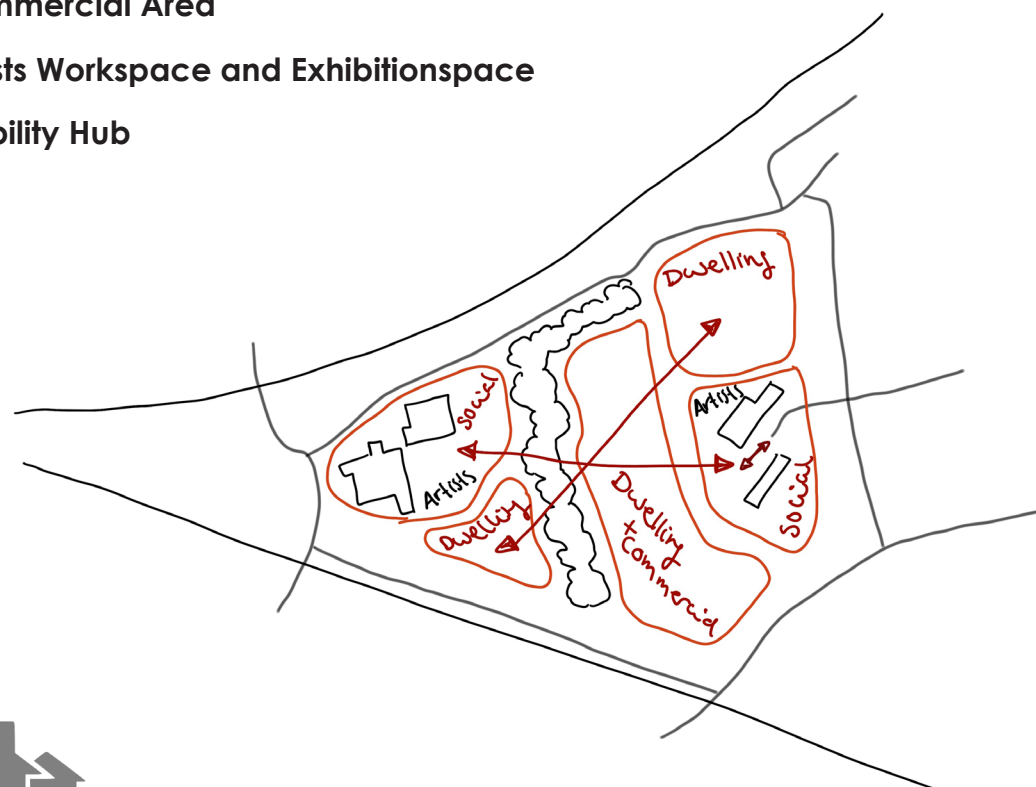 mmercial Area
sts Workspace and Exhibitionspace
bility Hub
Dwelling
Social
Artists
Artists
Dwelling
Dwelling
+Commercial
Social